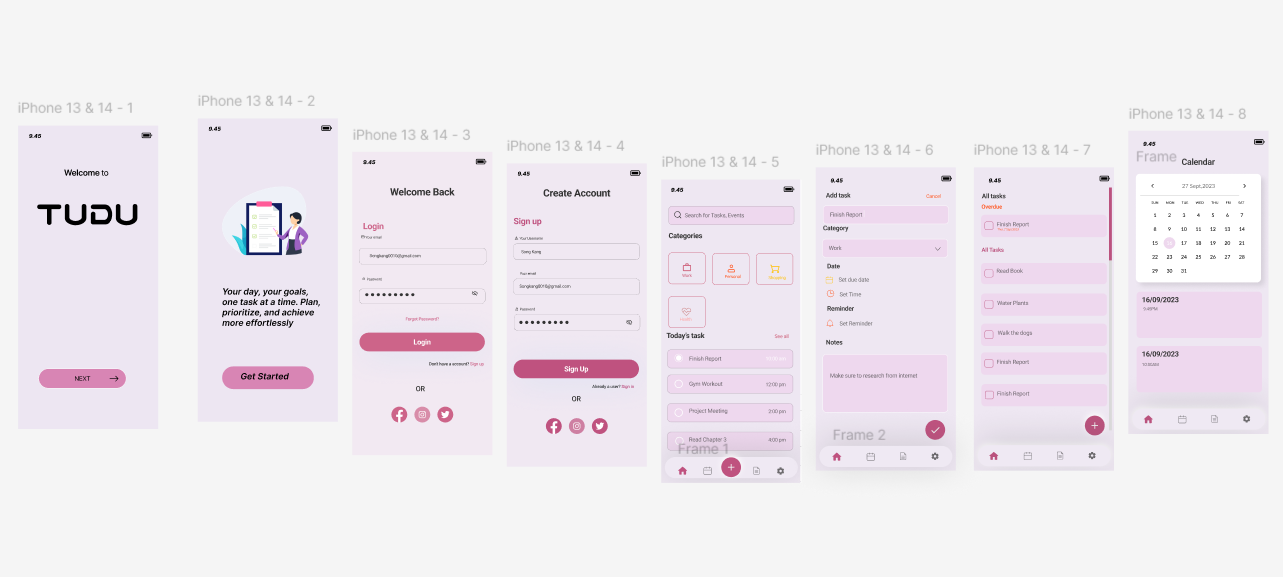 iPhone 13 & 14 - 1
9.45
Welcome to
TUDU
NEXT
iPhone 13 & 14 - 2
9.45
Your day, your goals,
one task at a time. Plan,
prioritize, and achieve
more effortlessly
Get Started
iPhone 13 & 14 - 3
9.45
Welcome Back
Login
Your email
Songkang0010@gmail.com
Password
Forgot Password?
Login
Don't have a account? Sign up
OR
iPhone 13 & 14 - 4
9.45
Create Account
Sign up
Your Username
Song Kang
Your email
Songkang0010@gmail.com
Password
Sign Up
Already a user? Sign in
OR
iPhone 13 & 14 - 5
9.45
Search for Tasks, Events
Categories
Work
Personal
Shopping
Health
Today's task
See all
Finish Report
Gym Workout
12:00 pm
Project Meeting
2:00 pm
Read Chapter 3
4:00 pm
Frame 1
iPhone 13 & 14 - 6
9.45
Add task
Cancel
Finish Report
Category
Work
Date
Set due date
Set Time
Reminder
Set Reminder
Notes
Make sure to research from internet
Frame 2
iPhone 13 & 14 - 7
9.45
All tasks
Overdue
Finish Report
All Tasks
Read Book
Water Plants
Walk the dogs
Finish Report
Finish Report
iPhone 13 & 14 - 8
9.45
Frame
Calendar
27 Sept,2023
SUN MON TUE WED THU FRI SAT
1 2 3 4 5 6 7
8 9 10 11 12 13 14
15 16 17 18 19 20 21
22 23 24 25 26 27 28
29 30 31
16/09/2023
16/09/2023
10:00AM